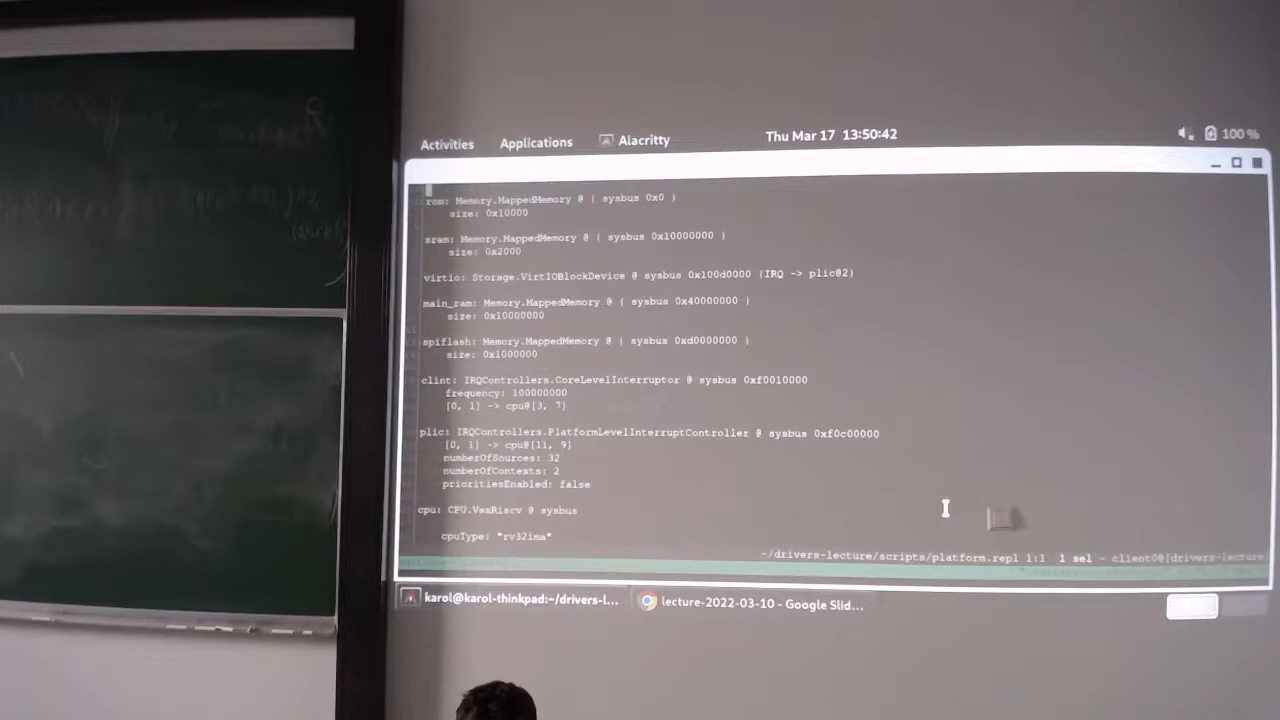 Activities Applications Alacritty Thu Mar 17 13:50:42 100 %
rom: Memory.MappedMemory @ { sysbus 0x0 }
size: 0x10000
sram: Memory.MappedMemory @ { sysbus 0x10000000 }
size: 0x2000
virtio: Storage.VirtIOBlockDevice @ sysbus 0x100d0000 {IRQ -> plic@2}
main_ram: Memory.MappedMemory @ { sysbus 0x40000000 }
size: 0x10000000
spiflash: Memory.MappedMemory @ { sysbus 0xd0000000 }
size: 0x1000000
clint: IRQControllers.CoreLevelInterruptor @ sysbus 0xf0010000
frequency: 100000000
[0, 1] -> cpu@[3, 7]
plic: IRQControllers.PlatformLevelInterruptController @ sysbus 0xf0c00000
[0, 1] -> cpu@[11, 9]
numberOfSources: 32
numberOfContexts: 2
prioritiesEnabled: false
cpu: CPU.VexRiscv @ sysbus
cpuType: "rv32ima"
~/drivers-lecture/scripts/platform.repl 1:1 1 sel - client0@[drivers-lecture
karol@karol-thinkpad:~/drivers-l... lecture-2022-03-10 - Google Slid...